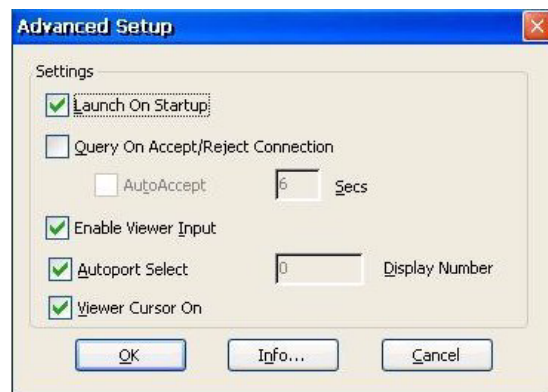 Advanced Setup
Settings
Launch On Startup
Query On Accept/Reject Connection
AutoAccept 6 Secs
Enable Viewer Input
Autoport Select 0 Display Number
Viewer Cursor On
OK Info... Cancel